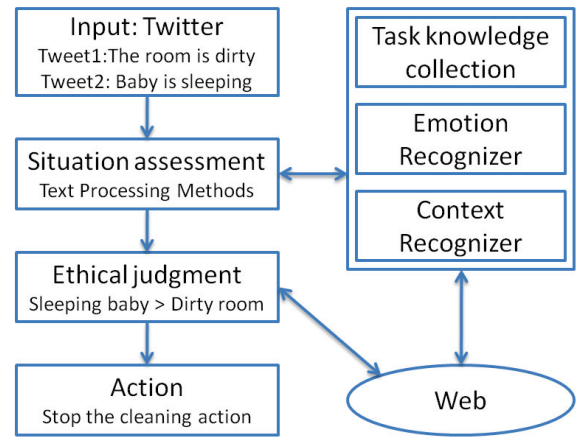 Input: Twitter
Tweet1:The room is dirty
Tweet2: Baby is sleeping
Situation assessment
Text Processing Methods
Ethical judgment
Sleeping baby > Dirty room
Action
Stop the cleaning action
Task knowledge
collection
Emotion
Recognizer
Context
Recognizer
Web